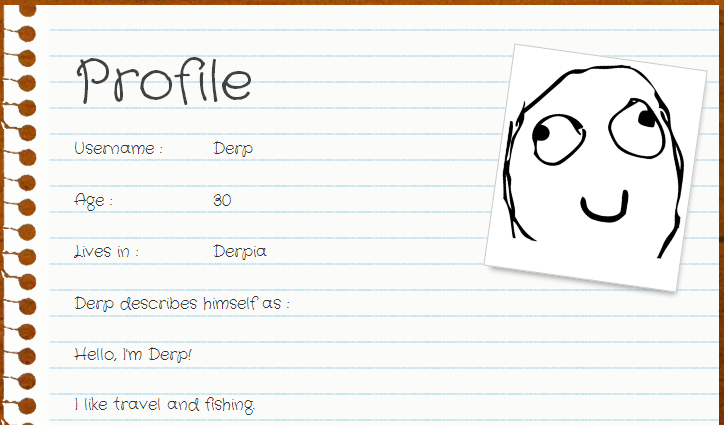 Profile
Username : Derp
Age : 30
Lives in : Derpia
Derp describes himself as :
Hello, I'm Derp!
I like travel and fishing.